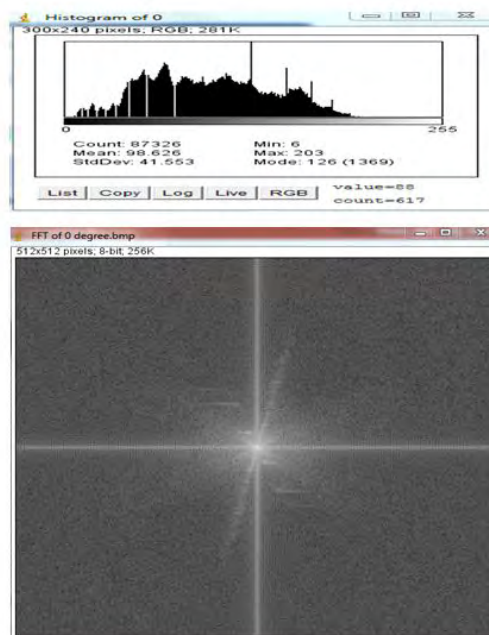 Histogram of 0
300x240 pixels; RGB; 281K
0 255
Count: 87326 Min: 6
Mean: 98.626 Max: 203
StdDev: 41.553 Mode: 126 (1369)
List Copy Log Live RGB value=88
count=617
FFT of 0 degree.bmp
512x512 pixels; 8-bit; 256K